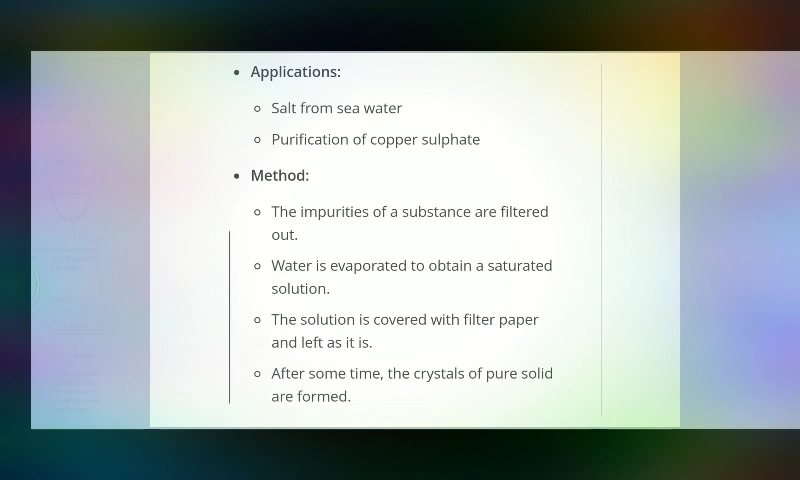 • Applications:
◦ Salt from sea water
◦ Purification of copper sulphate
• Method:
◦ The impurities of a substance are filtered
out.
◦ Water is evaporated to obtain a saturated
solution.
◦ The solution is covered with filter paper
and left as it is.
◦ After some time, the crystals of pure solid
are formed.